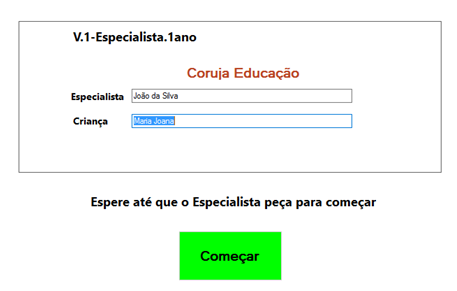 V.1-Especialista.1ano
Coruja Educação
Especialista João da Silva
Criança Maria Joana
Espere até que o Especialista peça para começar
Começar